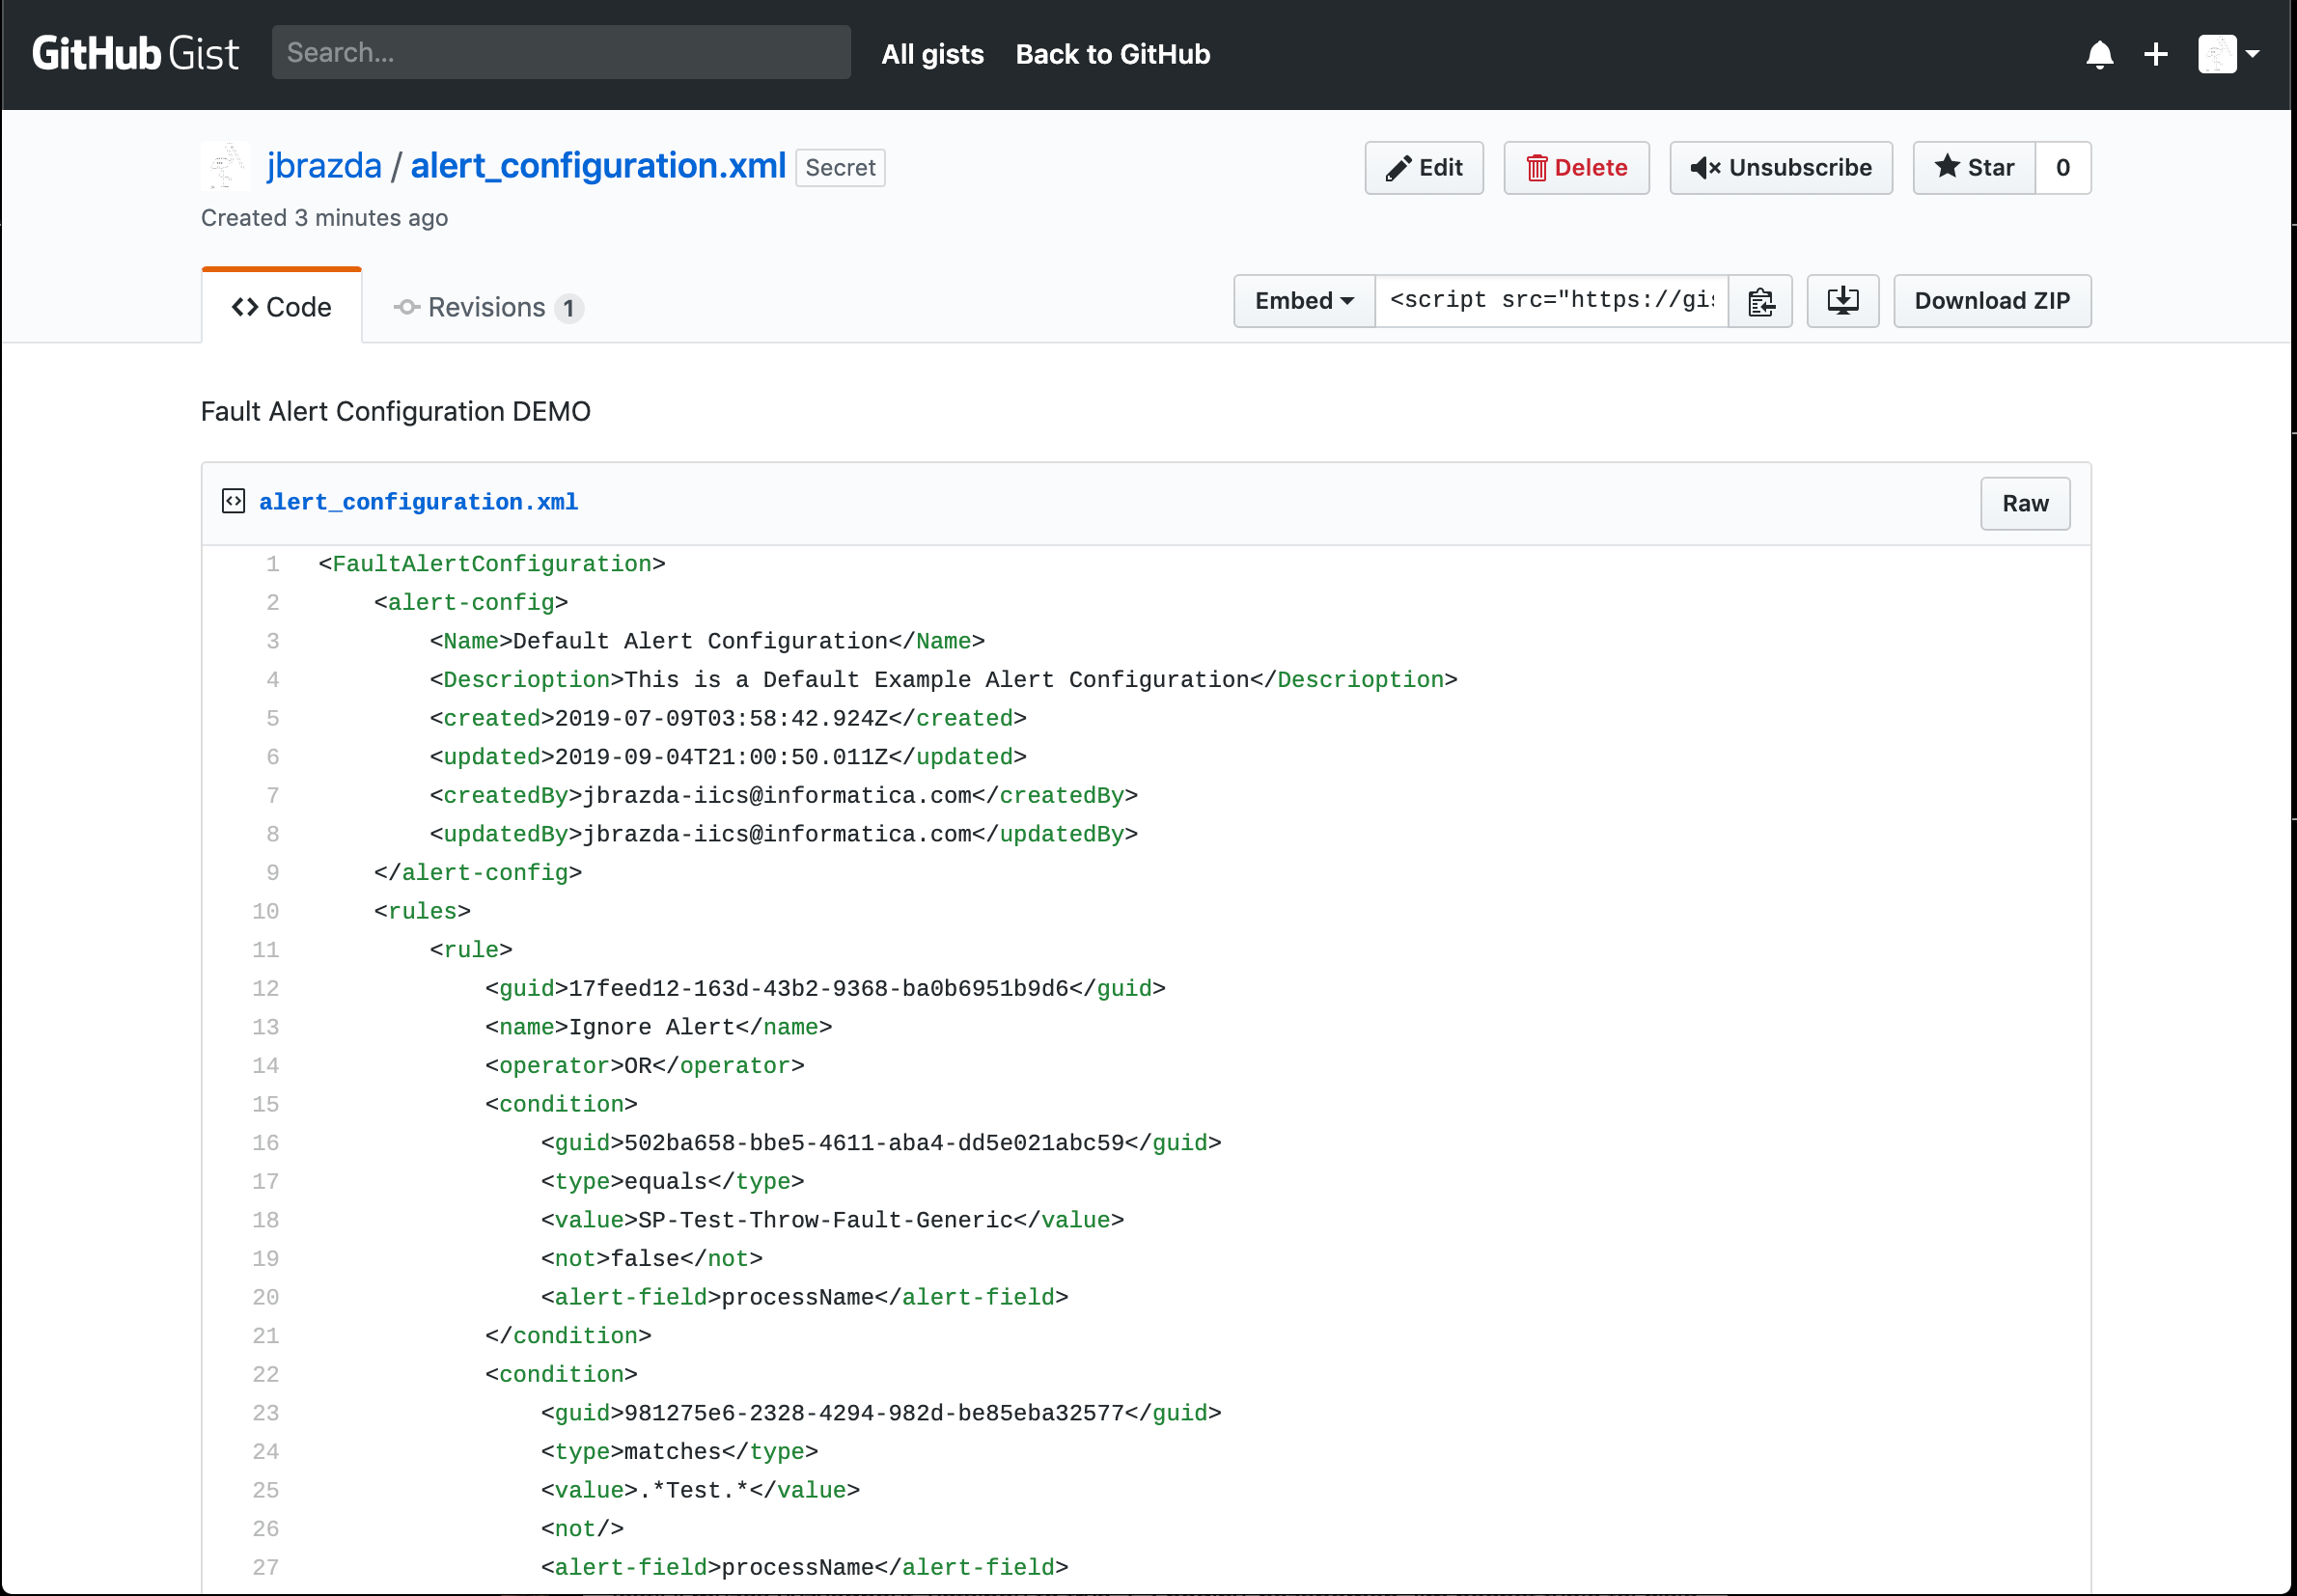 GitHub Gist Search... All gists Back to GitHub
jbrazda / alert_configuration.xml Secret Edit Delete Unsubscribe Star 0
Created 3 minutes ago
Code Revisions 1 Embed <script src="https://gis Download ZIP
Fault Alert Configuration DEMO
alert_configuration.xml Raw
1 <FaultAlertConfiguration>
2 <alert-config>
3 <Name>Default Alert Configuration</Name>
4 <Descrioption>This is a Default Example Alert Configuration</Descrioption>
5 <created>2019-07-09T03:58:42.924Z</created>
6 <updated>2019-09-04T21:00:50.011Z</updated>
7 <createdBy>jbrazda-iics@informatica.com</createdBy>
8 <updatedBy>jbrazda-iics@informatica.com</updatedBy>
9 </alert-config>
10 <rules>
11 <rule>
12 <guid>17feed12-163d-43b2-9368-ba0b6951b9d6</guid>
13 <name>Ignore Alert</name>
14 <operator>OR</operator>
15 <condition>
16 <guid>502ba658-bbe5-4611-aba4-dd5e021abc59</guid>
17 <type>equals</type>
18 <value>SP-Test-Throw-Fault-Generic</value>
19 <not>false</not>
20 <alert-field>processName</alert-field>
21 </condition>
22 <condition>
23 <guid>981275e6-2328-4294-982d-be85eba32577</guid>
24 <type>matches</type>
25 <value>.*Test.*</value>
26 <not/>
27 <alert-field>processName</alert-field>